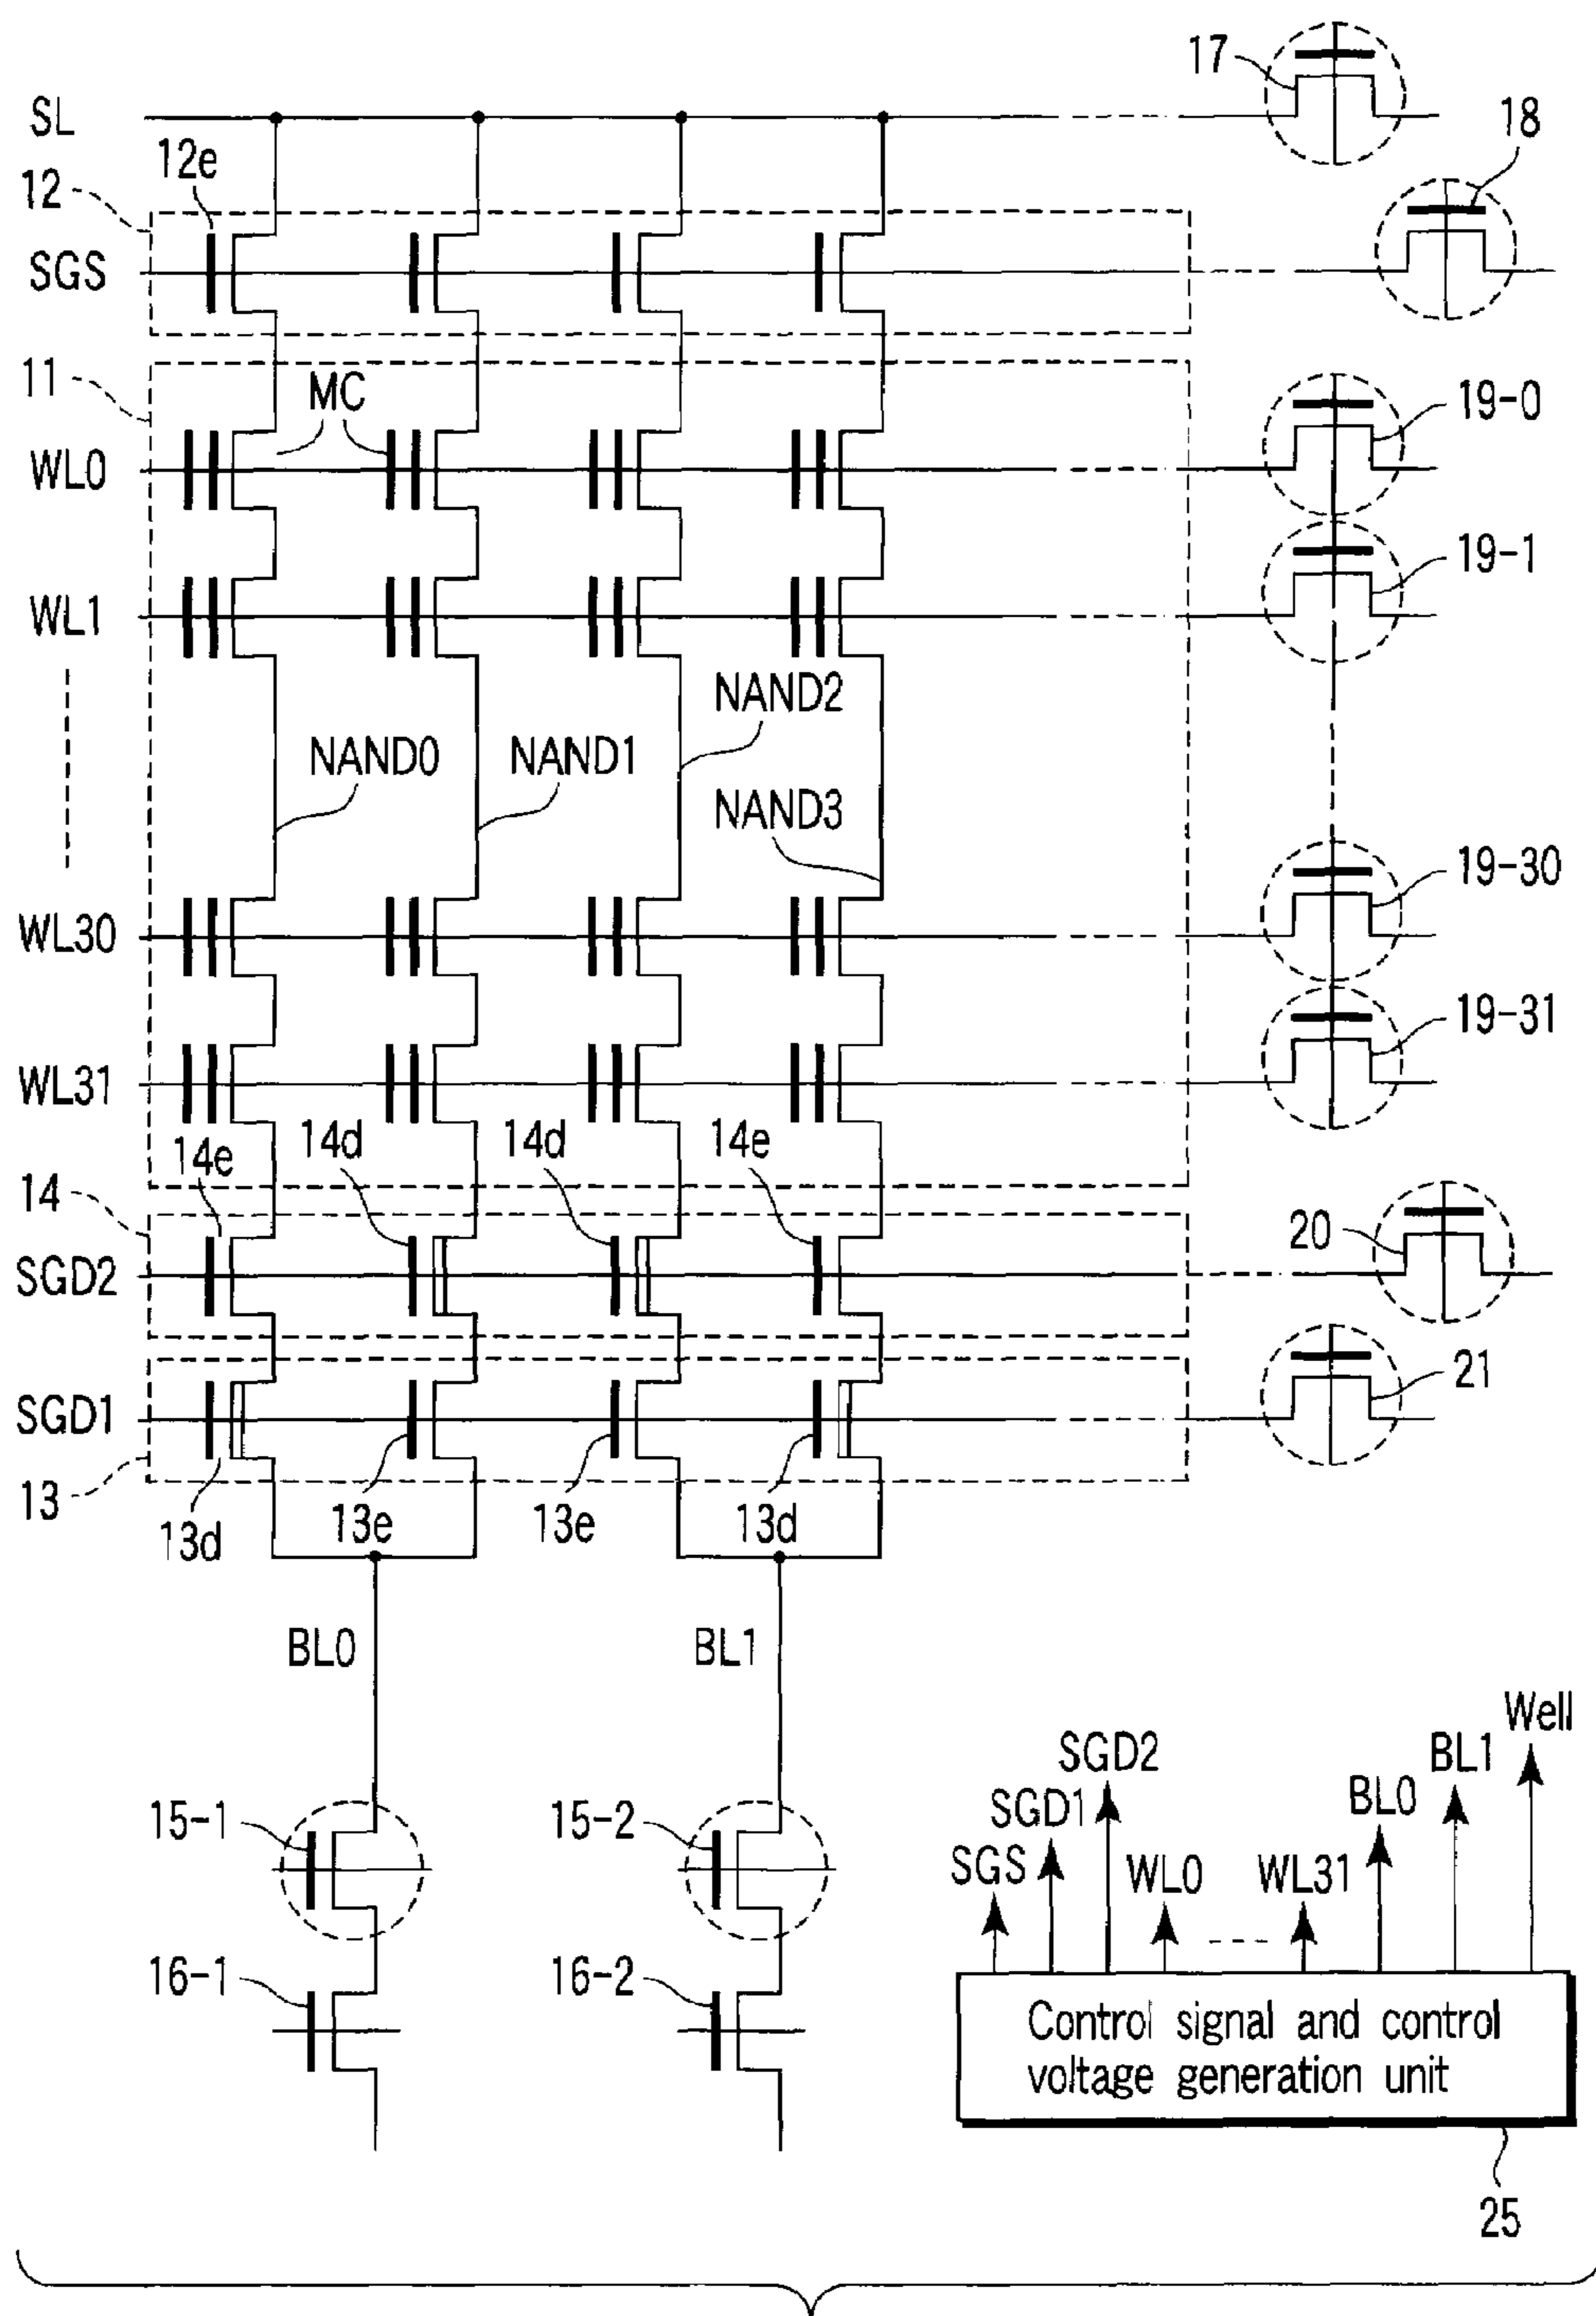 17
SL
18
12e
12
SGS
11
MC
19-0
WL0
19-1
WL1
NAND2
NAND0
NAND1
NAND3
19-30
WL30
19-31
WL31
14e
14d
14d
14e
14
20
SGD2
21
SGD1
13
13d
13e
13e
13d
BL0
BL1
Well
SGD2
BL1
SGD1
BL0
15-1
15-2
SGS
WL0
WL31
16-1
16-2
Control signal and control
voltage generation unit
25